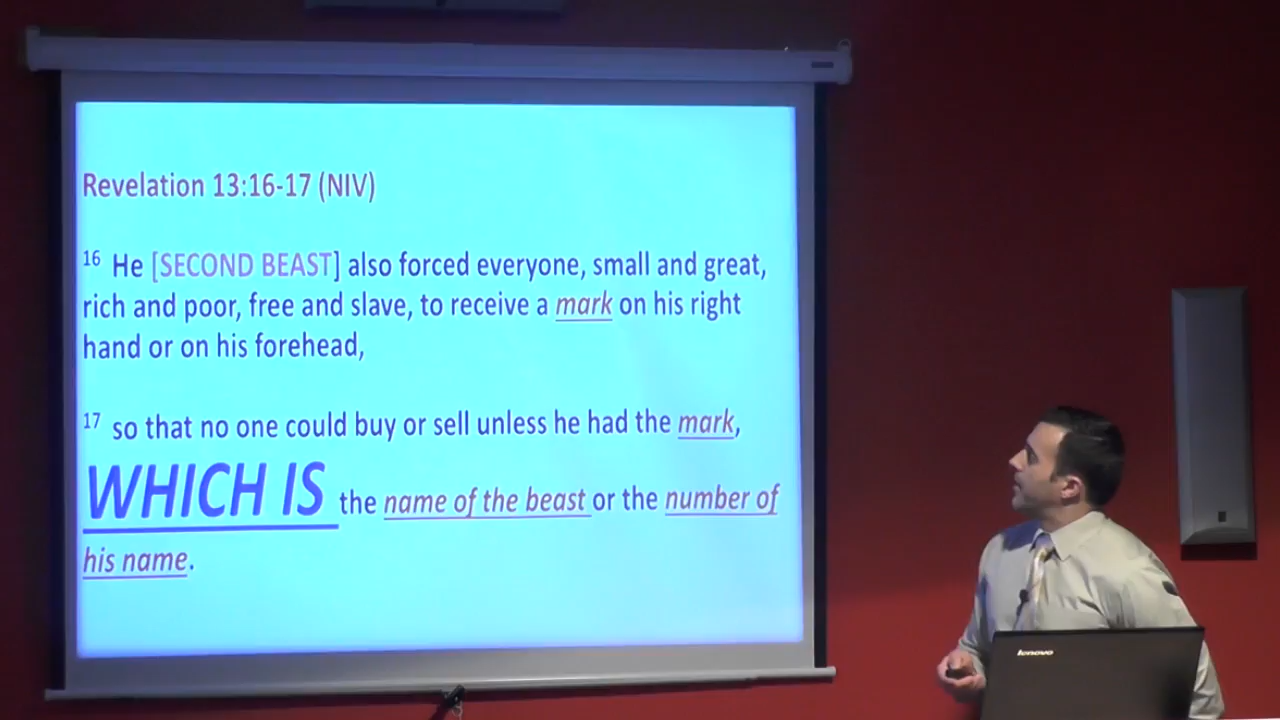 Revelation 13:16-17 (NIV)
16 He [SECOND BEAST] also forced everyone, small and great,
rich and poor, free and slave, to receive a mark on his right
hand or on his forehead,
17 so that no one could buy or sell unless he had the mark,
WHICH IS the name of the beast or the number of
his name.
lenovo